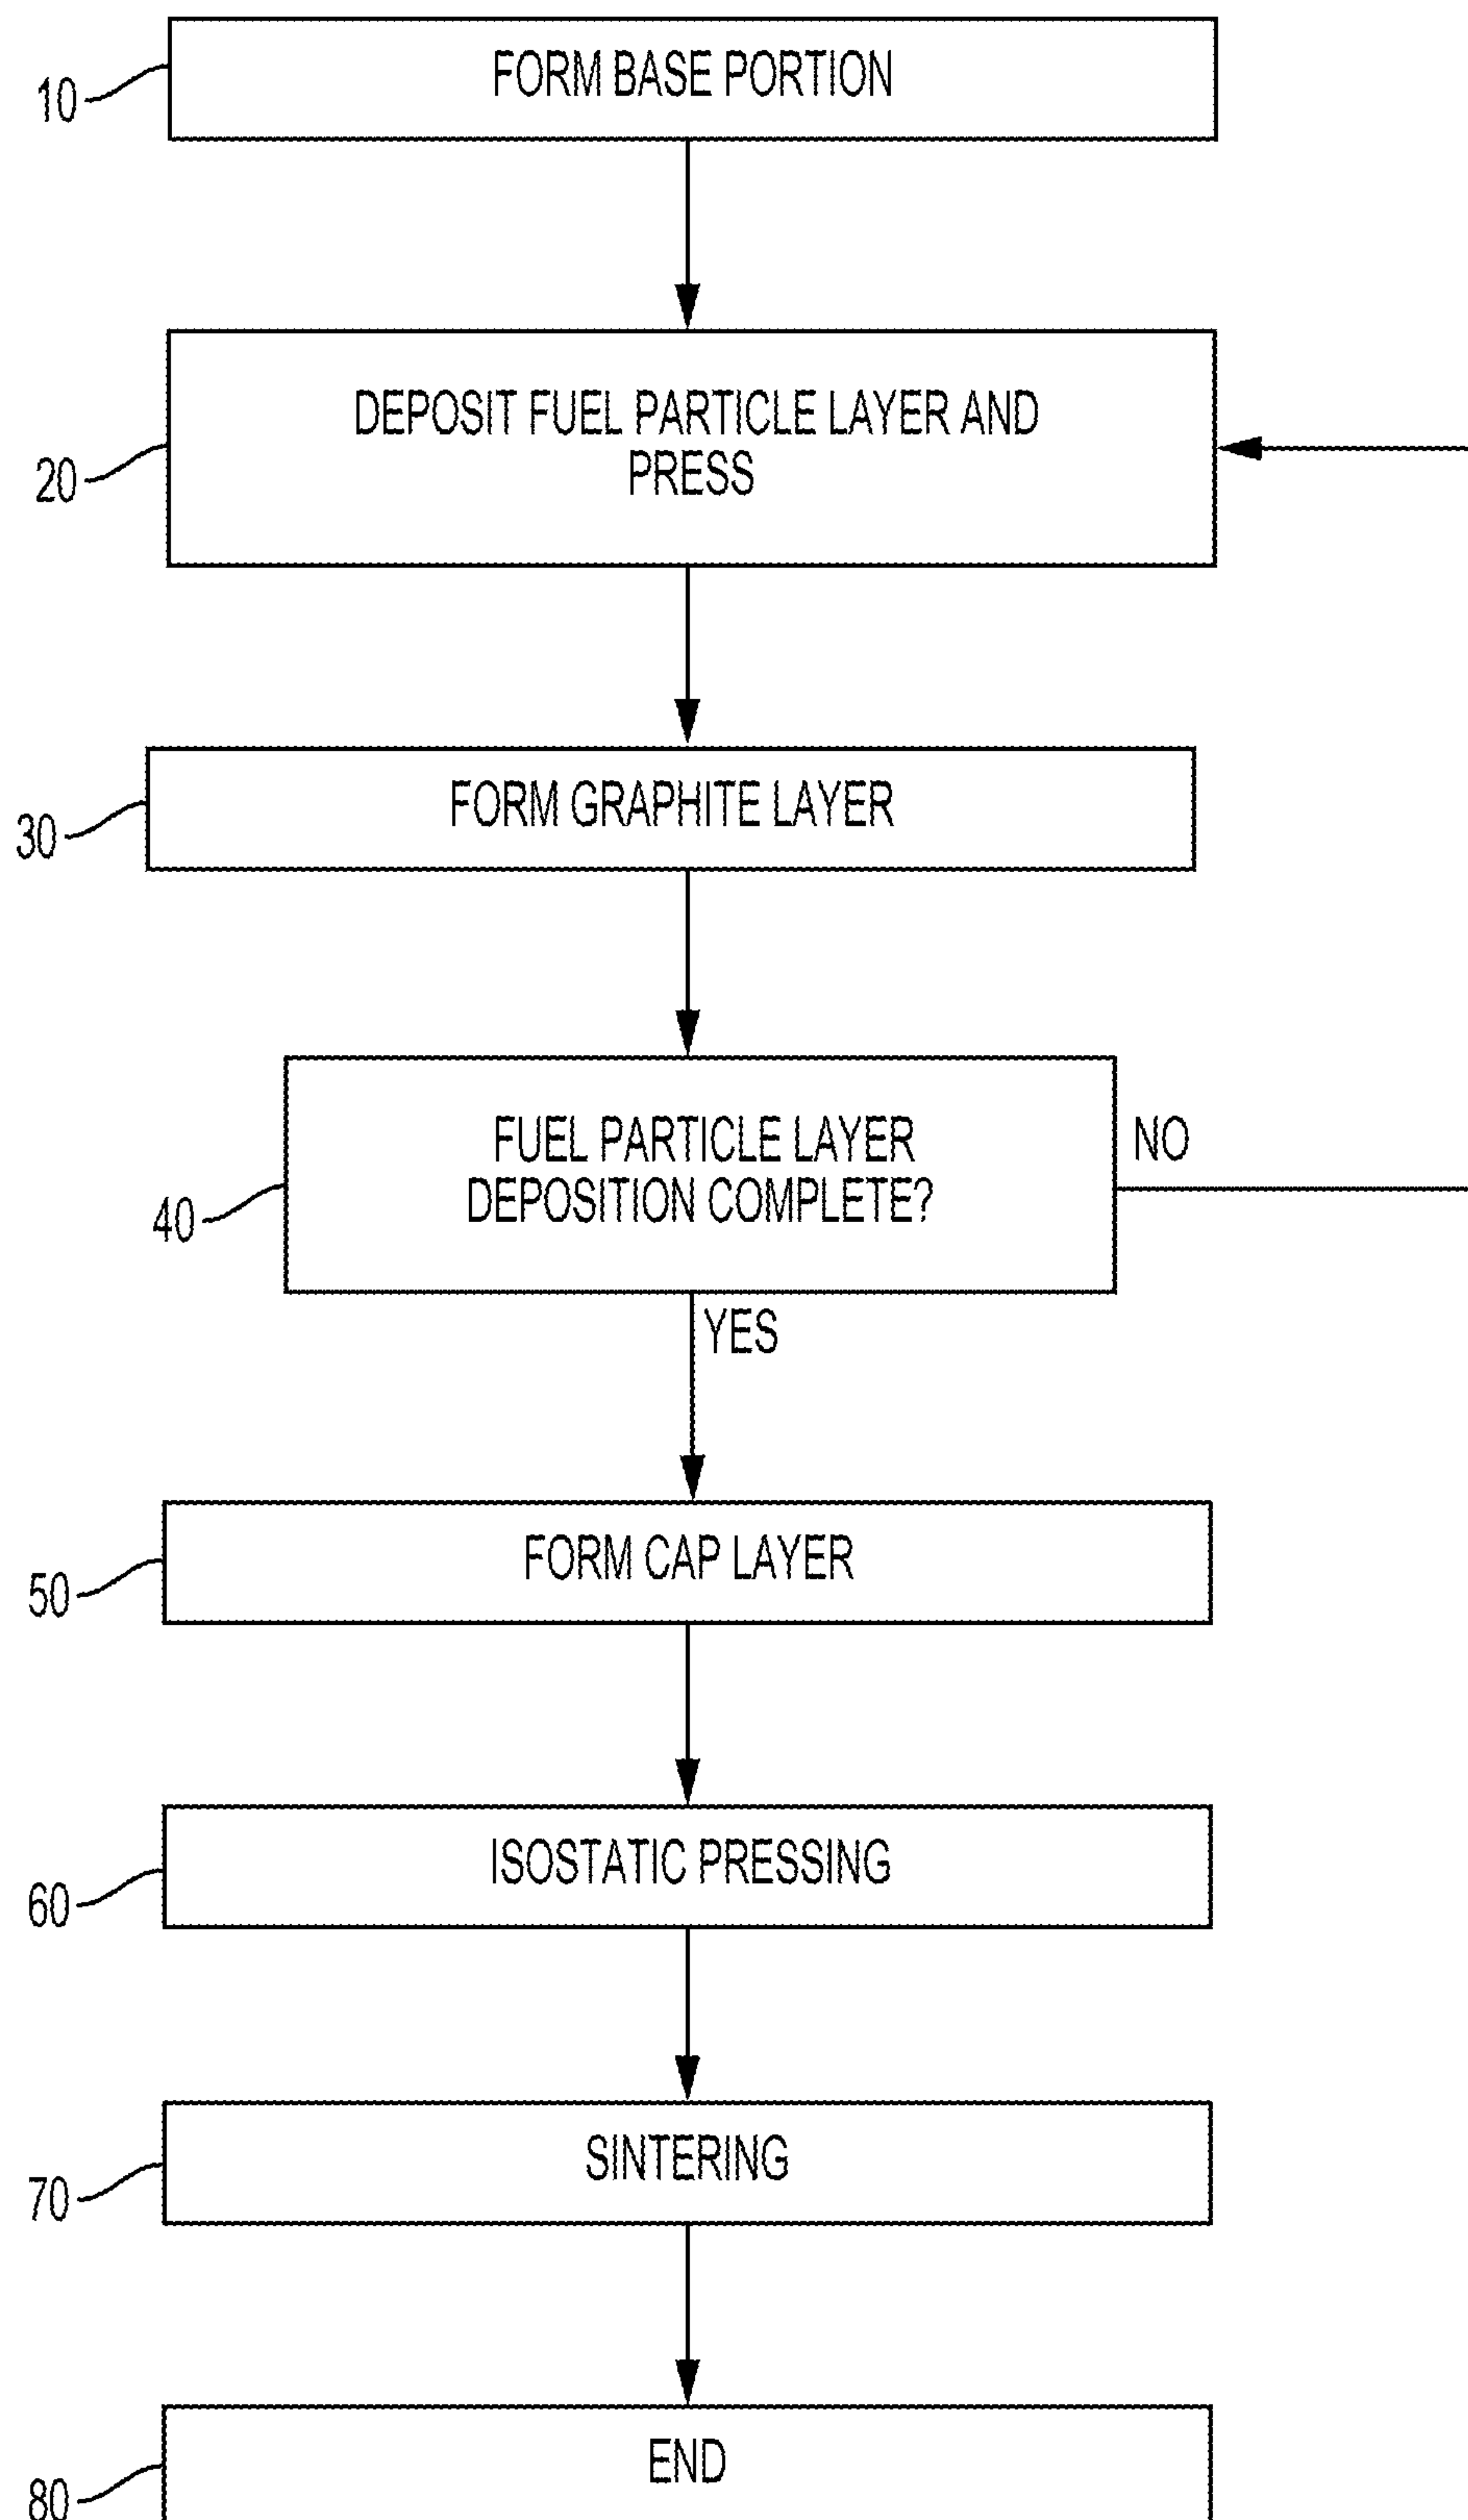 FORM BASE PORTION
10
DEPOSIT FUEL PARTICLE LAYER AND
PRESS
20
FORM GRAPHITE LAYER
30
FUEL PARTICLE LAYER
DEPOSITION COMPLETE?
NO
40
YES
FORM CAP LAYER
50
ISOSTATIC PRESSING
60
SINTERING
70
END
80